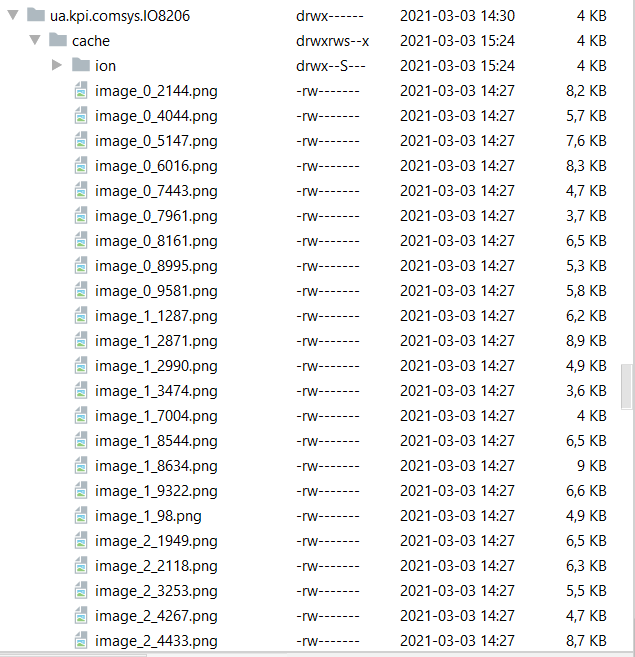 ua.kpi.comsys.IO8206 drwx------ 2021-03-03 14:30 4 KB
cache drwxrws--x 2021-03-03 15:24 4 KB
ion drwx--S--- 2021-03-03 15:24 4 KB
image_0_2144.png -rw------- 2021-03-03 14:27 8,2 KB
image_0_4044.png -rw------- 2021-03-03 14:27 5,7 KB
image_0_5147.png -rw------- 2021-03-03 14:27 7,6 KB
image_0_6016.png -rw------- 2021-03-03 14:27 8,3 KB
image_0_7443.png -rw------- 2021-03-03 14:27 4,7 KB
image_0_7961.png -rw------- 2021-03-03 14:27 3,7 KB
image_0_8161.png -rw------- 2021-03-03 14:27 6,5 KB
image_0_8995.png -rw------- 2021-03-03 14:27 5,3 KB
image_0_9581.png -rw------- 2021-03-03 14:27 5,8 KB
image_1_1287.png -rw------- 2021-03-03 14:27 6,2 KB
image_1_2871.png -rw------- 2021-03-03 14:27 8,9 KB
image_1_2990.png -rw------- 2021-03-03 14:27 4,9 KB
image_1_3474.png -rw------- 2021-03-03 14:27 3,6 KB
image_1_7004.png -rw------- 2021-03-03 14:27 4 KB
image_1_8544.png -rw------- 2021-03-03 14:27 6,5 KB
image_1_8634.png -rw------- 2021-03-03 14:27 9 KB
image_1_9322.png -rw------- 2021-03-03 14:27 6,6 KB
image_1_98.png -rw------- 2021-03-03 14:27 4,9 KB
image_2_1949.png -rw------- 2021-03-03 14:27 6,5 KB
image_2_2118.png -rw------- 2021-03-03 14:27 6,3 KB
image_2_3253.png -rw------- 2021-03-03 14:27 5,5 KB
image_2_4267.png -rw------- 2021-03-03 14:27 4,7 KB
image_2_4433.png -rw------- 2021-03-03 14:27 8,7 KB